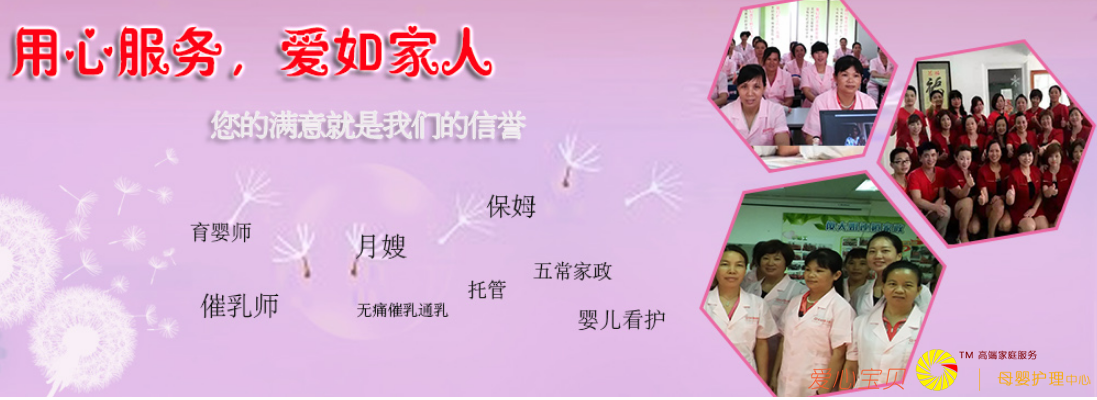 用心服务，爱如家人
您的满意就是我们的信誉
保姆
育婴师
月嫂
五常家政
托管
催乳师
无痛催乳通乳
婴儿看护
福
爱心宝贝
TM 高端家庭服务
母婴护理中心